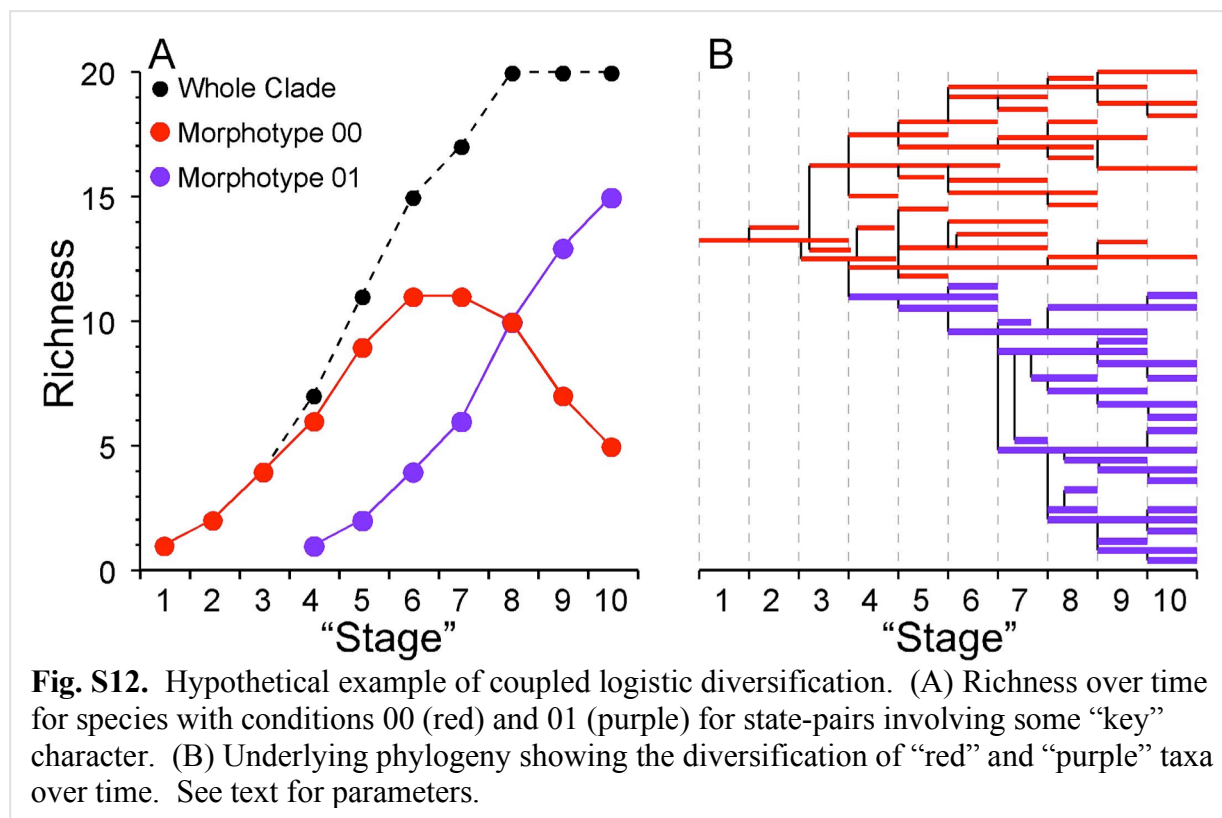 A
20
Whole Clade
Morphotype 00
Morphotype 01
15
10
5
0
Richness
1 2 3 4 5 6 7 8 9 10
“Stage”
B
1 2 3 4 5 6 7 8 9 10
“Stage”
Fig. S12. Hypothetical example of coupled logistic diversification. (A) Richness over time
for species with conditions 00 (red) and 01 (purple) for state-pairs involving some “key”
character. (B) Underlying phylogeny showing the diversification of “red” and “purple” taxa
over time. See text for parameters.